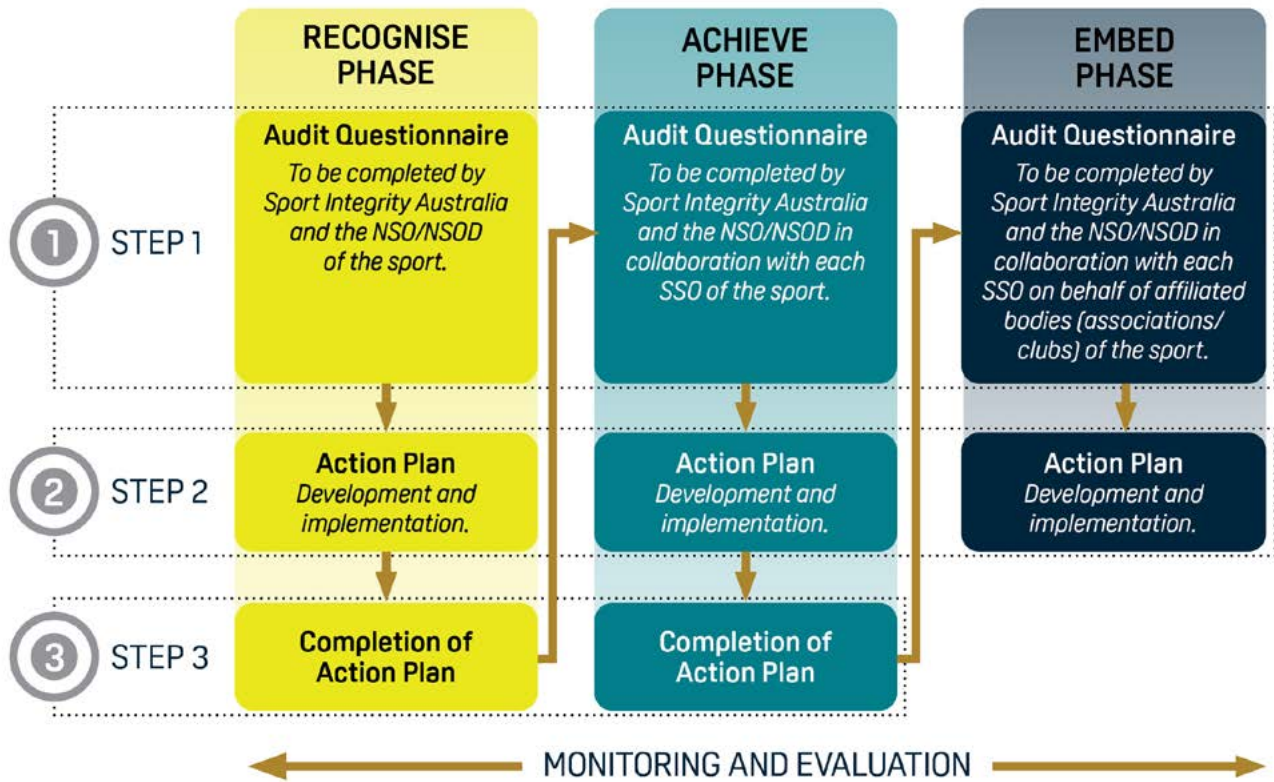 RECOGNISE
PHASE
ACHIEVE
PHASE
EMBED
PHASE
1
STEP 1
Audit Questionnaire
To be completed by
Sport Integrity Australia
and the NSO/NSOD
of the sport.
Audit Questionnaire
To be completed by
Sport Integrity Australia
and the NSO/NSOD in
collaboration with each
SSO of the sport.
Audit Questionnaire
To be completed by
Sport Integrity Australia
and the NSO/NSOD in
collaboration with each
SSO on behalf of affiliated
bodies (associations/
clubs) of the sport.
2
STEP 2
Action Plan
Development and
implementation.
Action Plan
Development and
implementation.
Action Plan
Development and
implementation.
3
STEP 3
Completion of
Action Plan
Completion of
Action Plan
MONITORING AND EVALUATION